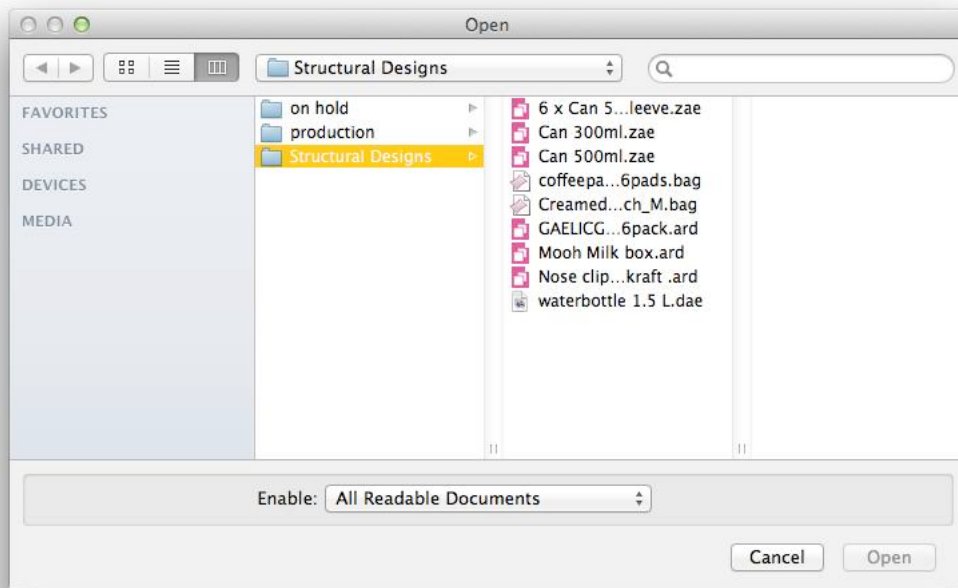 Open
Structural Designs
FAVORITES
SHARED
DEVICES
MEDIA
on hold
production
Structural Designs
6 x Can 5...leeve.zae
Can 300ml.zae
Can 500ml.zae
coffeepa...6pads.bag
Creamed...ch_M.bag
GAELICG...6pack.ard
Mooh Milk box.ard
Nose clip...kraft .ard
waterbottle 1.5 L.dae
Enable: All Readable Documents
Cancel Open